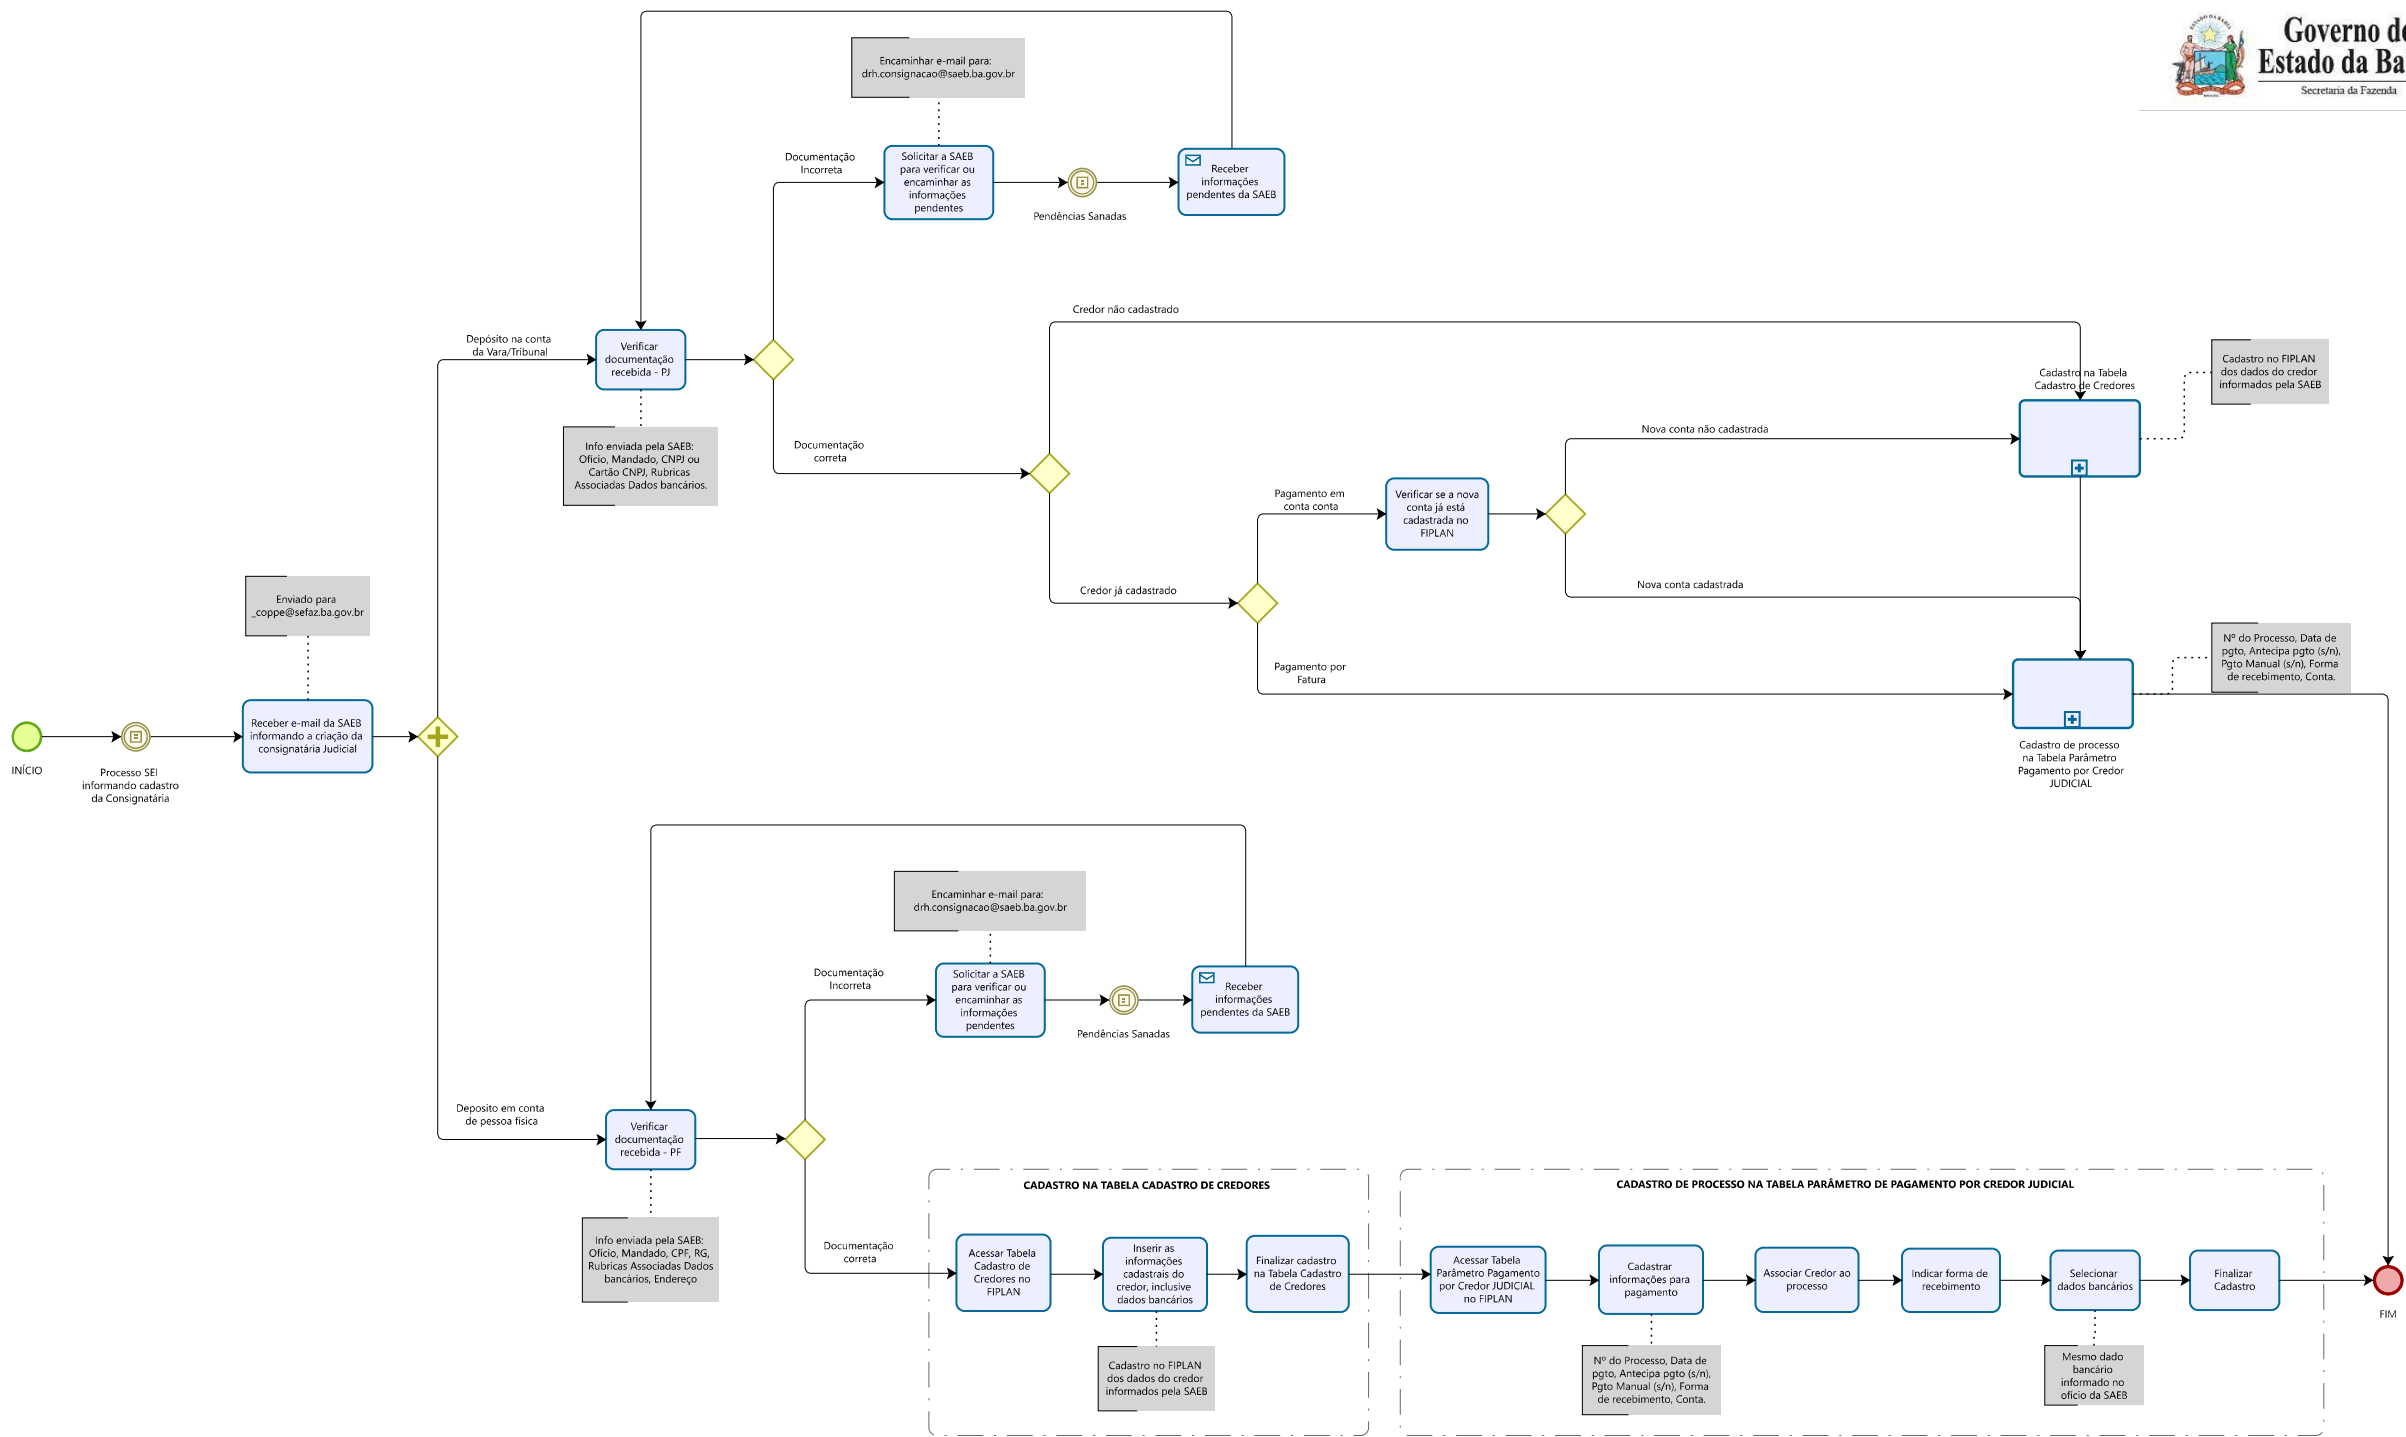 Governo d
Estado da Ba
Secretaria da Fazenda
Encaminhar e-mail para:
drh.consignacao@saeb.ba.gov.br
Documentação
Incorreta
Solicitar a SAEB
para verificar ou
encaminhar as
informações
pendentes
Pendências Sanadas
Receber
informações
pendentes da SAEB
Credor não cadastrado
Depósito na conta
da Vara/Tribunal
Verificar
documentação
recebida - PJ
Info enviada pela SAEB:
Ofício, Mandado, CNPJ ou
Cartão CNPJ, Rubricas
Associadas Dados bancários.
Documentação
correta
Cadastro na Tabela
Cadastro de Credores
Cadastro no FIPLAN
dos dados do credor
informados pela SAEB
Nova conta não cadastrada
Pagamento em
conta conta
Verificar se a nova
conta já está
cadastrada no
FIPLAN
Nova conta cadastrada
Credor já cadastrado
Pagamento por
Fatura
Nº do Processo, Data de
pgto, Antecipa pgto (s/n),
Pgto Manual (s/n), Forma
de recebimento, Conta.
Cadastro de processo
na Tabela Parâmetro
Pagamento por Credor
JUDICIAL
Enviado para
_coppe@sefaz.ba.gov.br
INÍCIO
Processo SEI
informando cadastro
da Consignatária
Receber e-mail da SAEB
informando a criação da
consignatária Judicial
Encaminhar e-mail para:
drh.consignacao@saeb.ba.gov.br
Documentação
Incorreta
Solicitar a SAEB
para verificar ou
encaminhar as
informações
pendentes
Pendências Sanadas
Receber
informações
pendentes da SAEB
Deposito em conta
de pessoa física
Verificar
documentação
recebida - PF
Info enviada pela SAEB:
Ofício, Mandado, CPF, RG,
Rubricas Associadas Dados
bancários, Endereço
Documentação
correta
CADASTRO NA TABELA CADASTRO DE CREDORES
Acessar Tabela
Cadastro de
Credores no
FIPLAN
Inserir as
informações
cadastrais do
credor, inclusive
dados bancários
Finalizar cadastro
na Tabela Cadastro
de Credores
Cadastro no FIPLAN
dos dados do credor
informados pela SAEB
CADASTRO DE PROCESSO NA TABELA PARÂMETRO DE PAGAMENTO POR CREDOR JUDICIAL
Acessar Tabela
Parâmetro Pagamento
por Credor JUDICIAL
no FIPLAN
Cadastrar
informações para
pagamento
Associar Credor ao
processo
Indicar forma de
recebimento
Selecionar
dados bancários
Finalizar
Cadastro
Nº do Processo, Data de
pgto, Antecipa pgto (s/n),
Pgto Manual (s/n), Forma
de recebimento, Conta.
Mesmo dado
bancário
informado no
ofício da SAEB
FIM